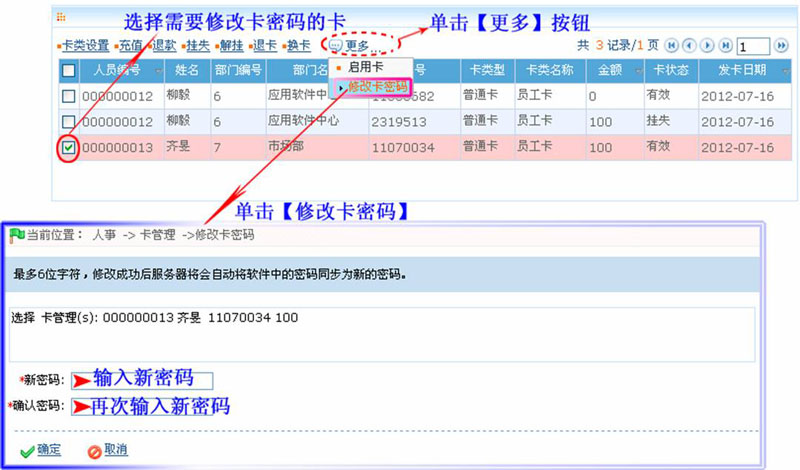 选择需要修改卡密码的卡
单击【更多】按钮
卡类设置 充值 退款 挂失 解挂 退卡 换卡 更多... 共 3 记录/1 页 1
人员编号 姓名 部门编号 部门名 号 卡类型 卡类名称 金额 卡状态 发卡日期
启用卡
修改卡密码
000000012 柳毅 6 应用软件中 普通卡 员工卡 0 有效 2012-07-16
000000012 柳毅 6 应用软件中心 2319513 普通卡 员工卡 100 挂失 2012-07-16
000000013 齐旻 7 市场部 11070034 普通卡 员工卡 100 有效 2012-07-16
单击【修改卡密码】
当前位置： 人事 -> 卡管理 ->修改卡密码
最多6位字符，修改成功后服务器将会自动将软件中的密码同步为新的密码。
选择 卡管理(s): 000000013 齐旻 11070034 100
*新密码: 输入新密码
*确认密码: 再次输入新密码
确定 取消